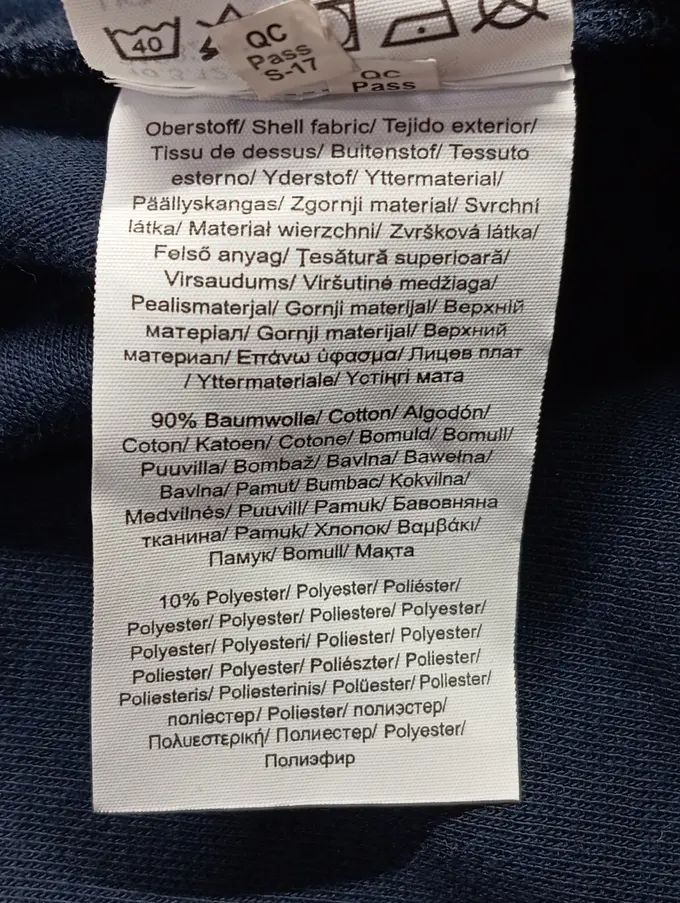 40
QC
Pass
S-17
QC
Pass
Oberstoff/ Shell fabric/ Tejido exterior/
Tissu de dessus/ Buitenstof/ Tessuto
esterno/ Yderstof/ Yttermaterial/
Päällyskangas/ Zgornji material/ Svrchní
látka/ Materiał wierzchni/ Zvršková látka/
Felső anyag/ Ţesătură superioară/
Virsaudums/ Viršutinė medžiaga/
Pealismaterjal/ Gornji materijal/ Верхній
матеріал/ Gornji materijal/ Верхний
материал/ Επάνω ύφασμα/ Лицев плат
/ Yttermateriale/ Үстіңгі мата
90% Baumwolle/ Cotton/ Algodón/
Coton/ Katoen/ Cotone/ Bomuld/ Bomull/
Puuvilla/ Bombaž/ Bavlna/ Bawełna/
Bavlna/ Pamut/ Bumbac/ Kokvilna/
Medvilnės/ Puuvill/ Pamuk/ Бавовняна
тканина/ Pamuk/ Хлопок/ Βαμβάκι/
Памук/ Bomull/ Мақта
10% Polyester/ Polyester/ Poliéster/
Polyester/ Polyester/ Poliestere/ Polyester/
Polyester/ Polyesteri/ Poliester/ Polyester/
Poliester/ Polyester/ Poliészter/ Poliester/
Poliesteris/ Poliesterinis/ Polüester/ Poliester/
поліестер/ Poliester/ полиэстер/
Πολυεστερική/ Полиестер/ Polyester/
Полиэфир